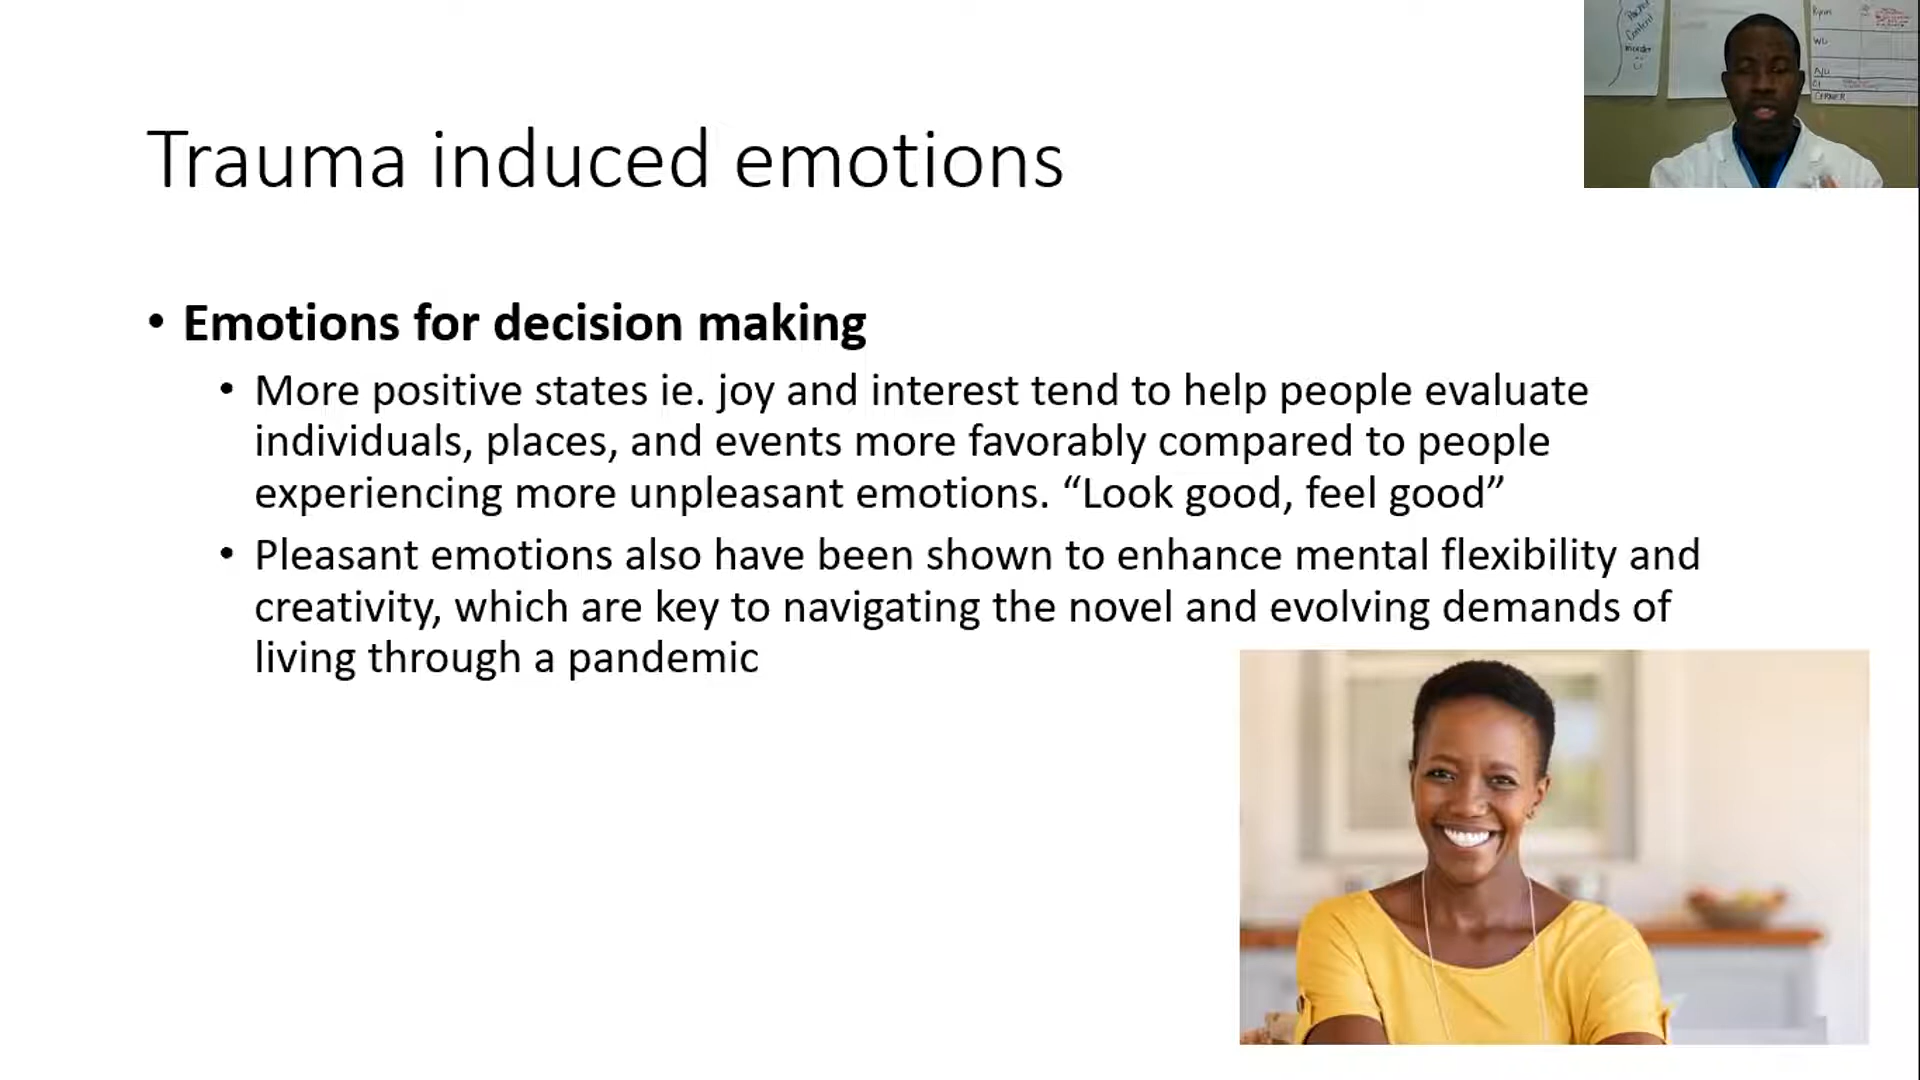 Trauma induced emotions
• Emotions for decision making
• More positive states ie. joy and interest tend to help people evaluate
individuals, places, and events more favorably compared to people
experiencing more unpleasant emotions. “Look good, feel good”
• Pleasant emotions also have been shown to enhance mental flexibility and
creativity, which are key to navigating the novel and evolving demands of
living through a pandemic
Content
WL
CERNER